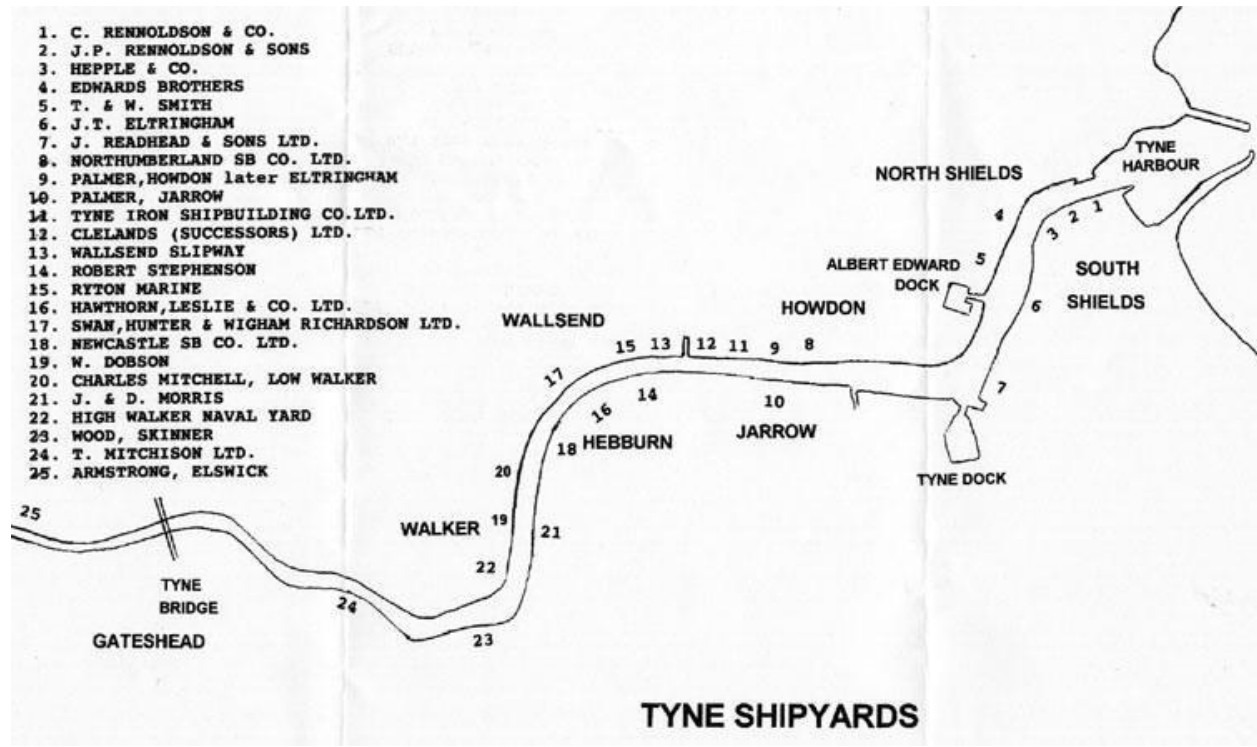 1. C. RENNOLDSON & CO.
2. J.P. RENNOLDSON & SONS
3. HEPPLE & CO.
4. EDWARDS BROTHERS
5. T. & W. SMITH
6. J.T. ELTRINGHAM
7. J. READHEAD & SONS LTD.
8. NORTHUMBERLAND SB CO. LTD.
9. PALMER,HOWDON later ELTRINGHAM
10. PALMER, JARROW
11. TYNE IRON SHIPBUILDING CO.LTD.
12. CLELANDS (SUCCESSORS) LTD.
13. WALLSEND SLIPWAY
14. ROBERT STEPHENSON
15. RYTON MARINE
16. HAWTHORN,LESLIE & CO. LTD.
17. SWAN,HUNTER & WIGHAM RICHARDSON LTD.
18. NEWCASTLE SB CO. LTD.
19. W. DOBSON
20. CHARLES MITCHELL, LOW WALKER
21. J. & D. MORRIS
22. HIGH WALKER NAVAL YARD
23. WOOD, SKINNER
24. T. MITCHISON LTD.
25. ARMSTRONG, ELSWICK
TYNE
HARBOUR
NORTH SHIELDS
4
3
2
1
5
ALBERT EDWARD
DOCK
SOUTH
SHIELDS
6
HOWDON
WALLSEND
17
15
13
12
11
9
8
7
16
14
10
HEBBURN
JARROW
18
TYNE DOCK
20
19
21
WALKER
22
25
TYNE
BRIDGE
24
23
GATESHEAD
TYNE SHIPYARDS